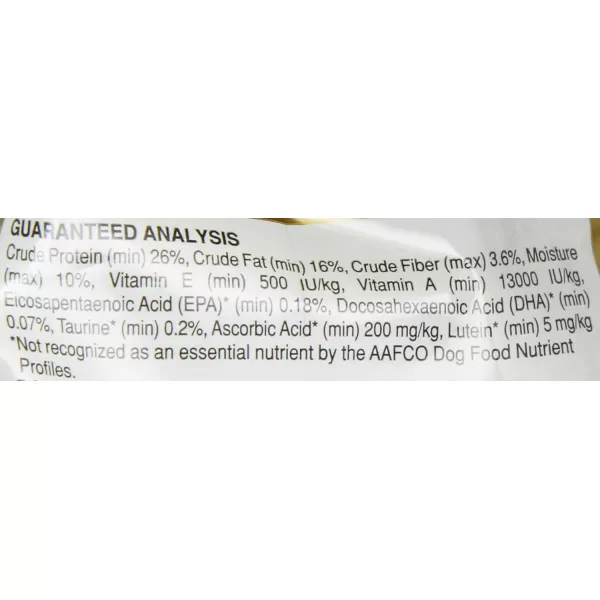 GUARANTEED ANALYSIS
Crude Protein (min) 26%, Crude Fat (min) 16%, Crude Fiber (max) 3.6%, Moisture
(max) 10%, Vitamin E (min) 500 IU/kg, Vitamin A (min) 13000 IU/kg,
Eicosapentaenoic Acid (EPA)* (min) 0.18%, Docosahexaenoic Acid (DHA)* (min)
0.07%, Taurine* (min) 0.2%, Ascorbic Acid* (min) 200 mg/kg, Lutein* (min) 5 mg/kg
*Not recognized as an essential nutrient by the AAFCO Dog Food Nutrient
Profiles.